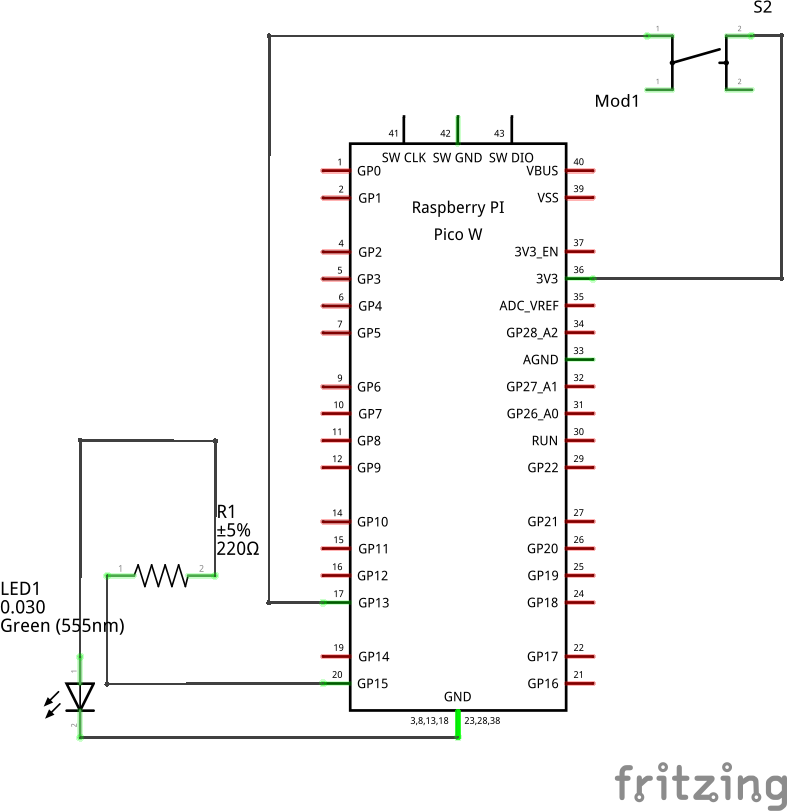 S2
1
2
1
2
Mod1
41
42
43
SW CLK
SW GND
SW DIO
Raspberry PI
Pico W
1
GP0
VBUS
40
2
GP1
VSS
39
4
GP2
3V3_EN
37
5
GP3
3V3
36
6
GP4
ADC_VREF
35
7
GP5
GP28_A2
34
AGND
33
9
GP6
GP27_A1
32
10
GP7
GP26_A0
31
11
GP8
RUN
30
12
GP9
GP22
29
14
GP10
GP21
27
15
GP11
GP20
26
16
GP12
GP19
25
17
GP13
GP18
24
19
GP14
GP17
22
20
GP15
GP16
21
GND
3,8,13,18
23,28,38
R1
±5%
220Ω
1
2
LED1
0.030
Green (555nm)
1
2
fritzing